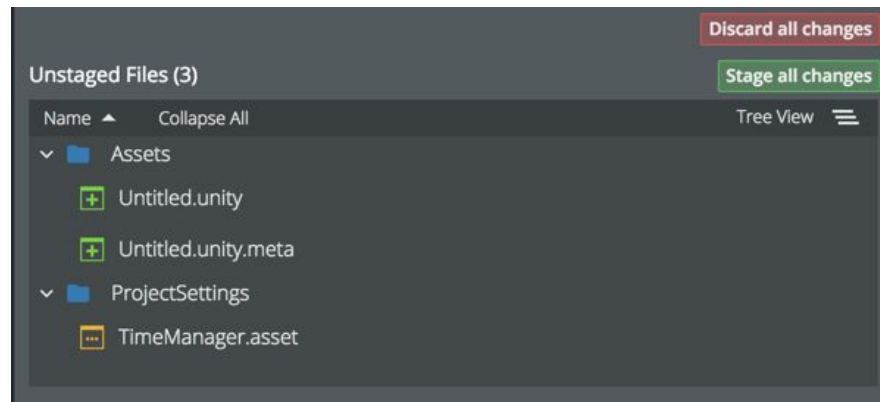 Discard all changes
Unstaged Files (3)
Stage all changes
Name Collapse All Tree View
Assets
Untitled.unity
Untitled.unity.meta
ProjectSettings
TimeManager.asset